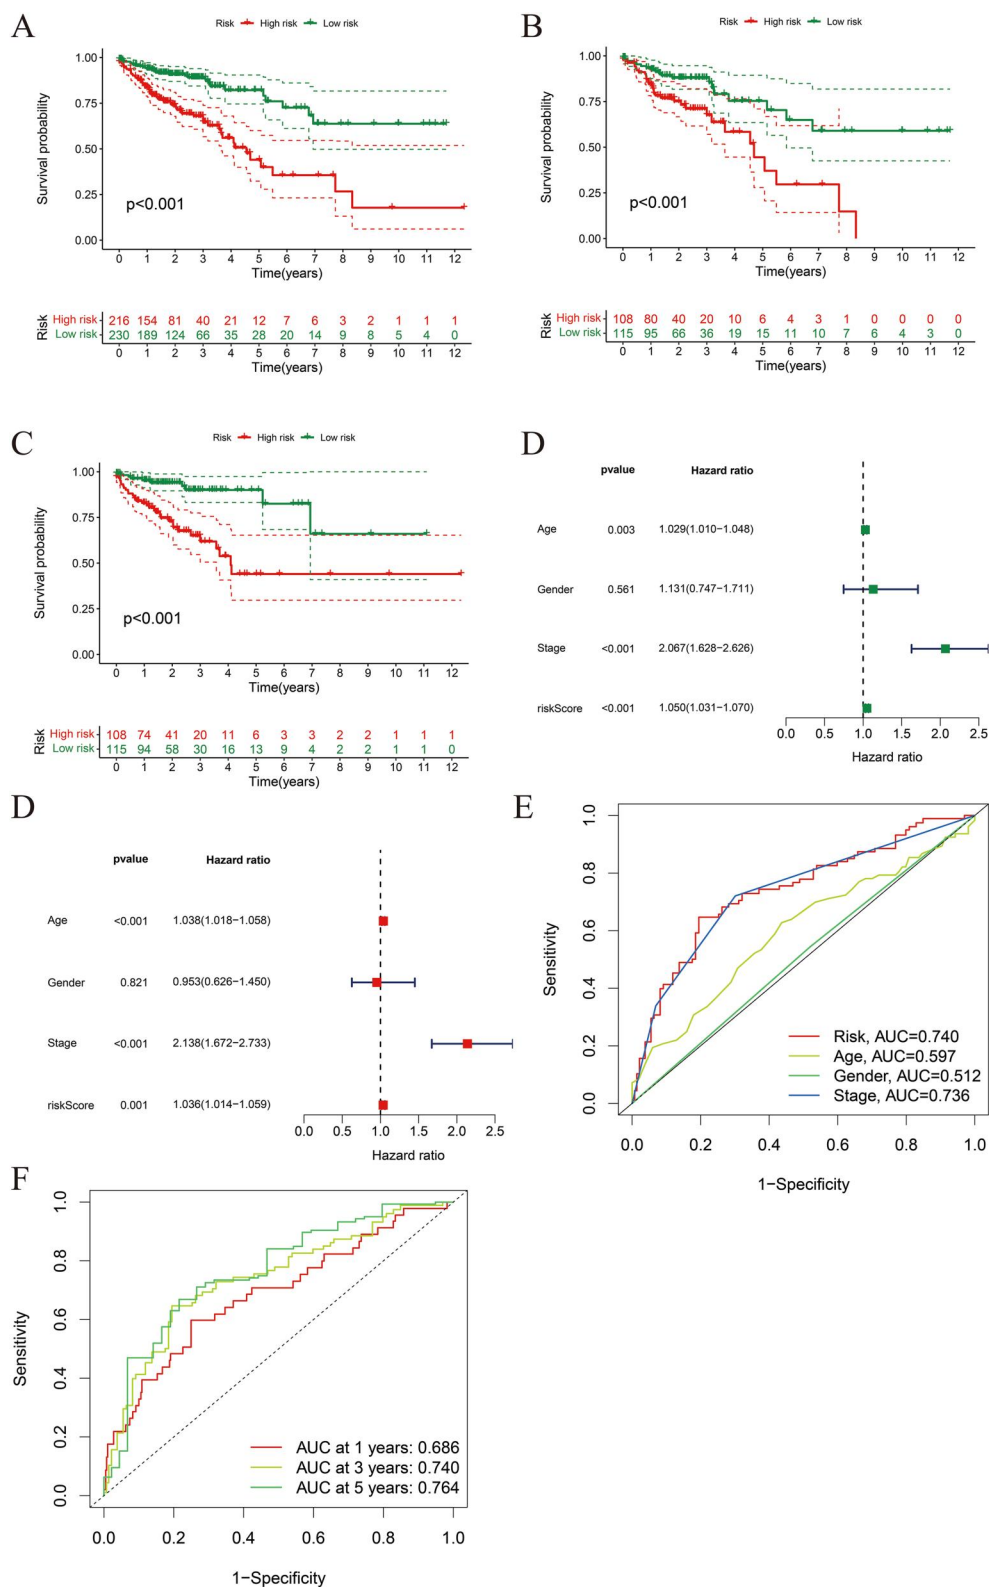 A
Risk High risk Low risk
Survival probability
1.00
0.75
0.50
0.25
0.00
p<0.001
0 1 2 3 4 5 6 7 8 9 10 11 12
Time(years)
Risk
High risk 216 154 81 40 21 12 7 6 3 2 1 1 1
Low risk 230 189 124 66 35 28 20 14 9 8 5 4 0
0 1 2 3 4 5 6 7 8 9 10 11 12
Time(years)
B
Risk High risk Low risk
Survival probability
1.00
0.75
0.50
0.25
0.00
p<0.001
0 1 2 3 4 5 6 7 8 9 10 11 12
Time(years)
Risk
High risk 108 80 40 20 10 6 4 3 1 0 0 0 0
Low risk 115 95 66 36 19 15 11 10 7 6 4 3 0
0 1 2 3 4 5 6 7 8 9 10 11 12
Time(years)
C
Risk High risk Low risk
Survival probability
1.00
0.75
0.50
0.25
0.00
p<0.001
0 1 2 3 4 5 6 7 8 9 10 11 12
Time(years)
Risk
High risk 108 74 41 20 11 6 3 3 2 2 1 1 1
Low risk 115 94 58 30 16 13 9 4 2 2 1 1 0
0 1 2 3 4 5 6 7 8 9 10 11 12
Time(years)
D
pvalue Hazard ratio
Age 0.003 1.029(1.010−1.048)
Gender 0.561 1.131(0.747−1.711)
Stage <0.001 2.067(1.628−2.626)
riskScore <0.001 1.050(1.031−1.070)
0.0 0.5 1.0 1.5 2.0 2.5
Hazard ratio
D
pvalue Hazard ratio
Age <0.001 1.038(1.018−1.058)
Gender 0.821 0.953(0.626−1.450)
Stage <0.001 2.138(1.672−2.733)
riskScore 0.001 1.036(1.014−1.059)
0.0 0.5 1.0 1.5 2.0 2.5
Hazard ratio
E
Sensitivity
1.0
0.8
0.6
0.4
0.2
0.0
Risk, AUC=0.740
Age, AUC=0.597
Gender, AUC=0.512
Stage, AUC=0.736
0.0 0.2 0.4 0.6 0.8 1.0
1−Specificity
F
Sensitivity
1.0
0.8
0.6
0.4
0.2
0.0
AUC at 1 years: 0.686
AUC at 3 years: 0.740
AUC at 5 years: 0.764
0.0 0.2 0.4 0.6 0.8 1.0
1−Specificity